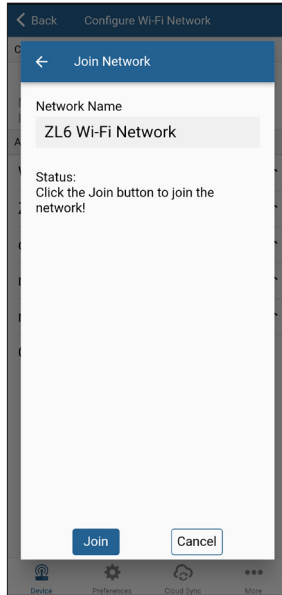 Back Configure Wi-Fi Network
Join Network
Network Name
ZL6 Wi-Fi Network
Status:
Click the Join button to join the
network!
Join Cancel
Device Preferences Cloud Sync More